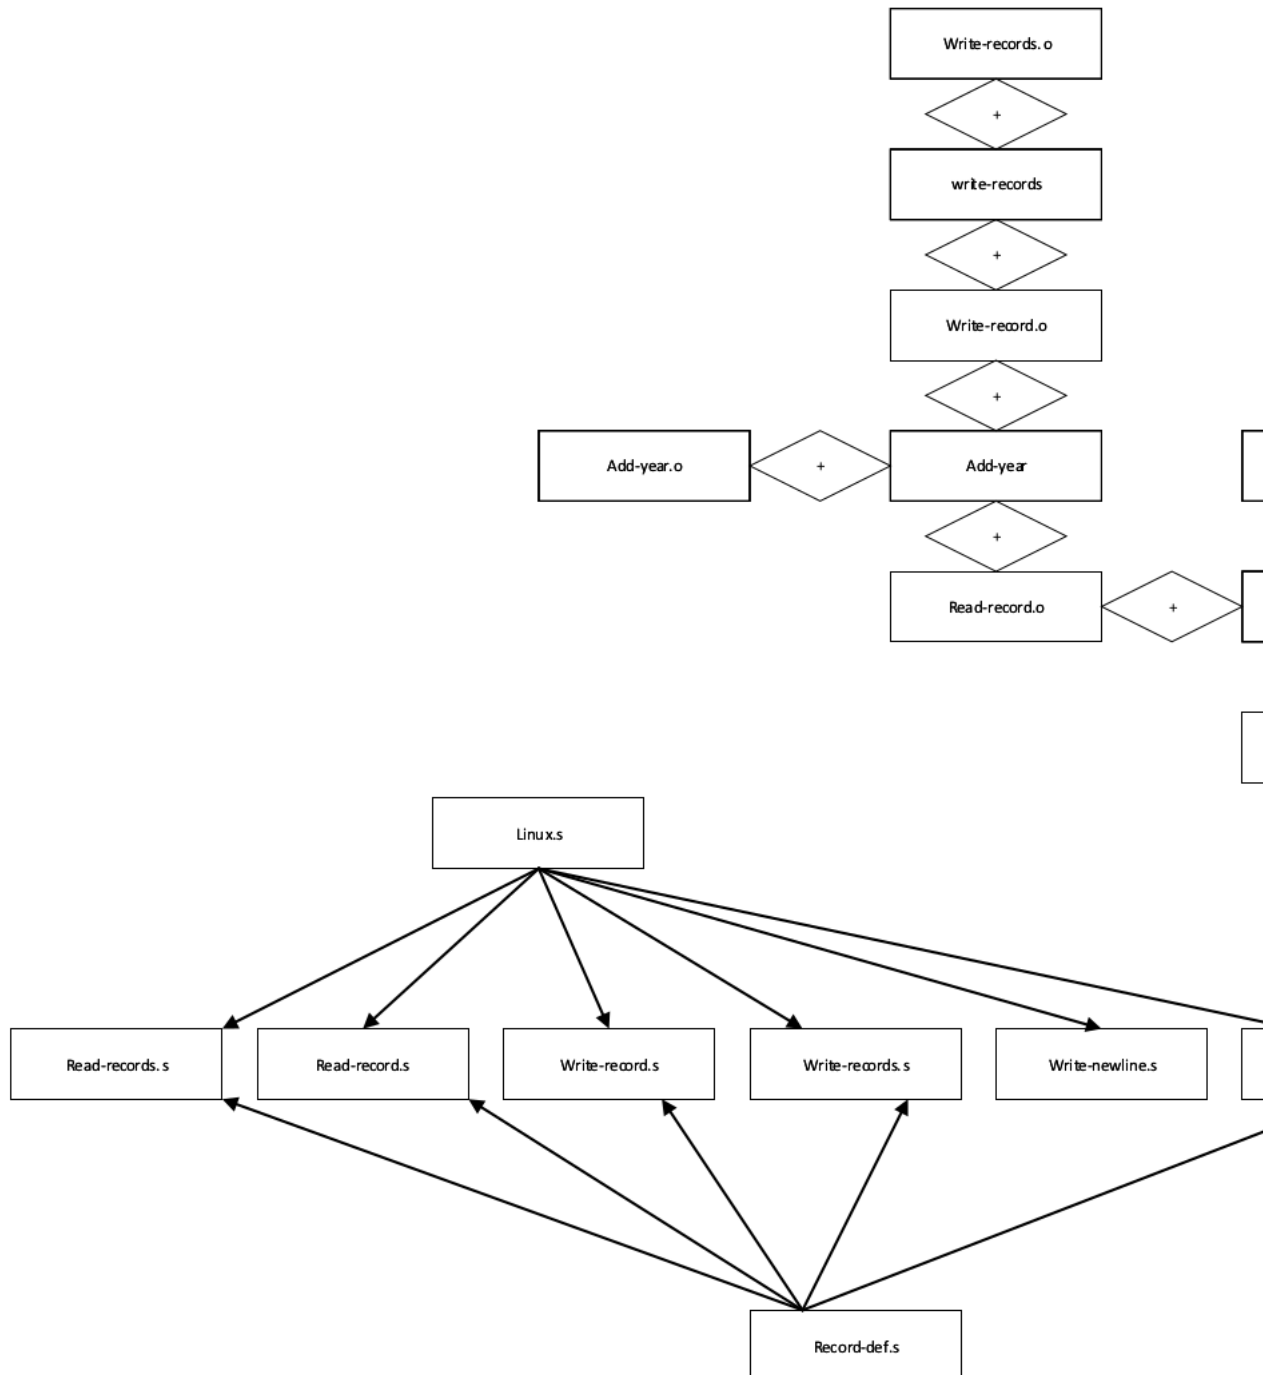 Write-records.o
+
write-records
+
Write-record.o
+
Add-year.o
+
Add-year
+
Read-record.o
+
Linux.s
Read-records.s
Read-record.s
Write-record.s
Write-records.s
Write-newline.s
Record-def.s